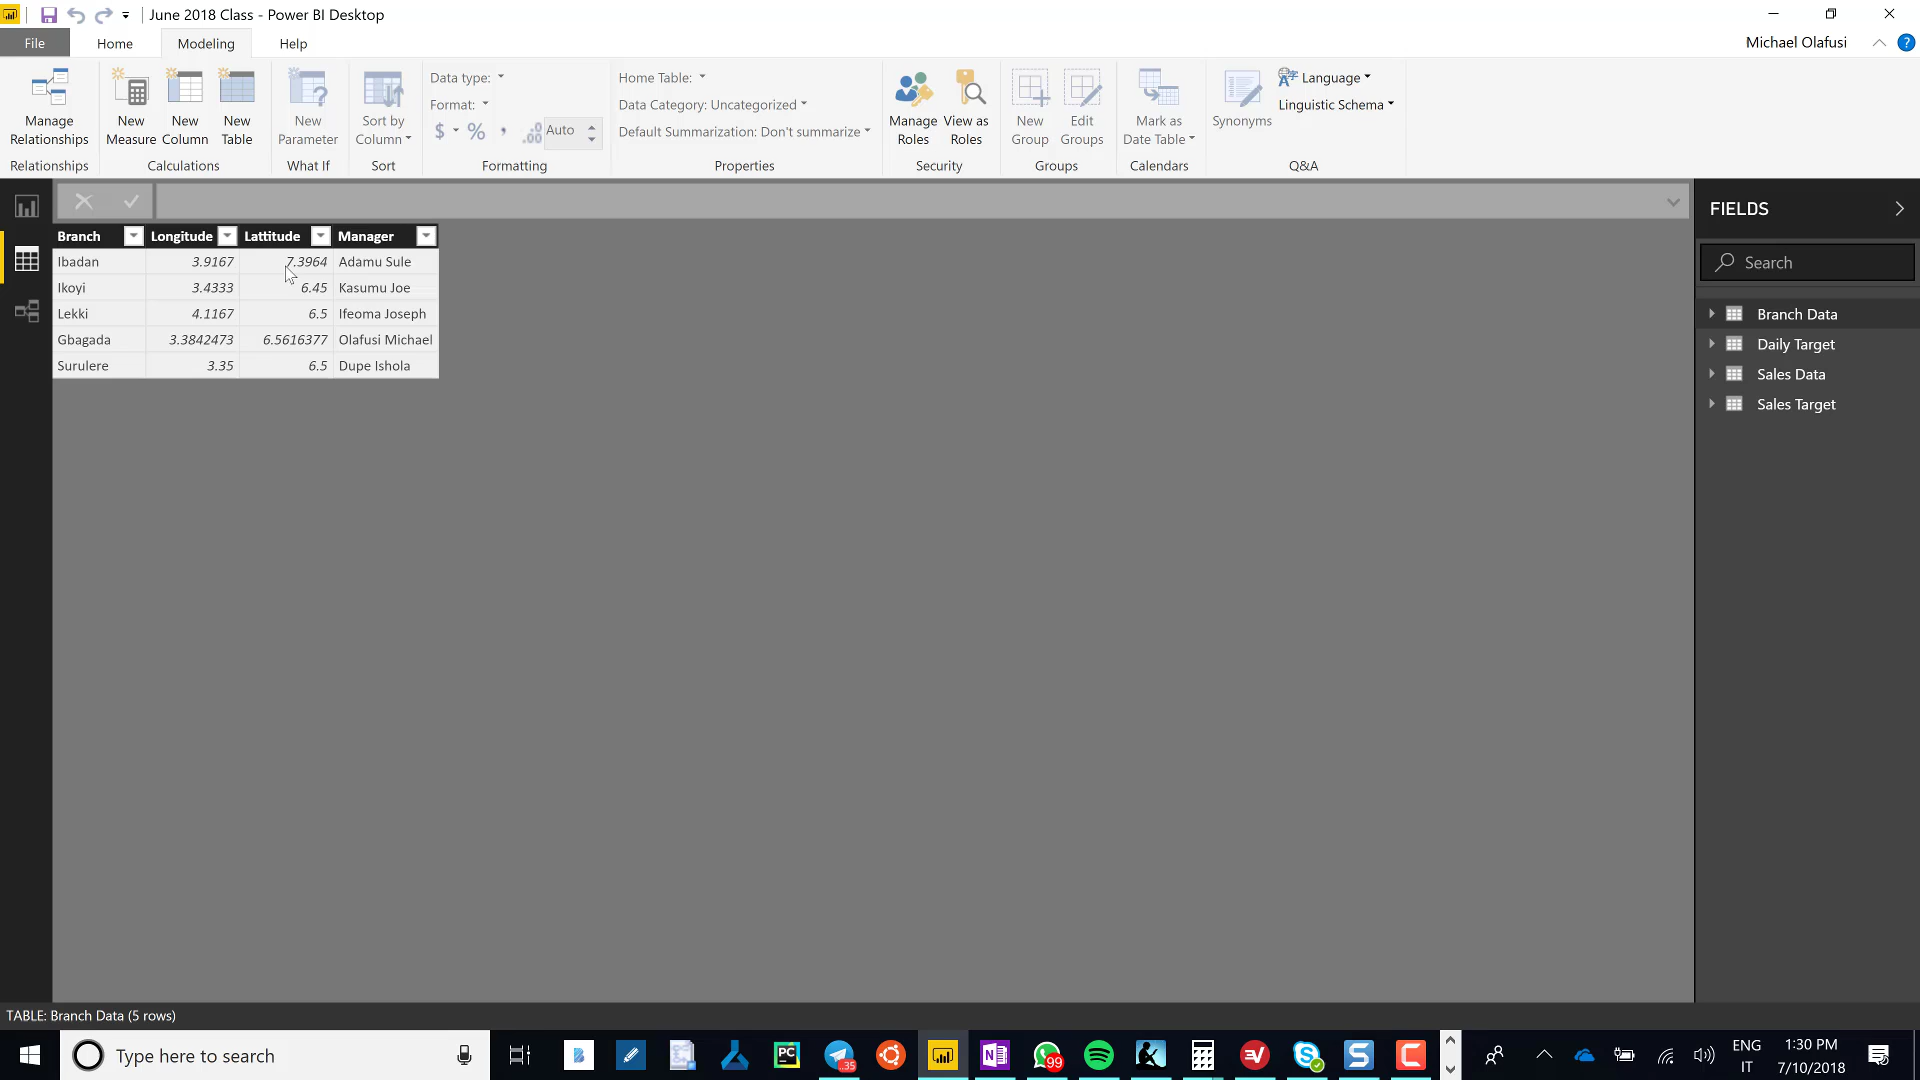 June 2018 Class - Power BI Desktop
File Home Modeling Help Michael Olafusi
Manage Relationships
Relationships
New Measure
New Column
New Table
Calculations
New Parameter
What If
Sort by Column
Sort
Data type:
Format:
$ % , .00 Auto
Formatting
Home Table:
Data Category: Uncategorized
Default Summarization: Don't summarize
Properties
Manage Roles
View as Roles
Security
New Group
Edit Groups
Groups
Mark as Date Table
Calendars
Synonyms
Language
Linguistic Schema
Q&A
Branch Longitude Lattitude Manager
Ibadan 3.9167 7.3964 Adamu Sule
Ikoyi 3.4333 6.45 Kasumu Joe
Lekki 4.1167 6.5 Ifeoma Joseph
Gbagada 3.3842473 6.5616377 Olafusi Michael
Surulere 3.35 6.5 Dupe Ishola
FIELDS
Search
Branch Data
Daily Target
Sales Data
Sales Target
TABLE: Branch Data (5 rows)
Type here to search
PC
99
ENG
IT
1:30 PM
7/10/2018